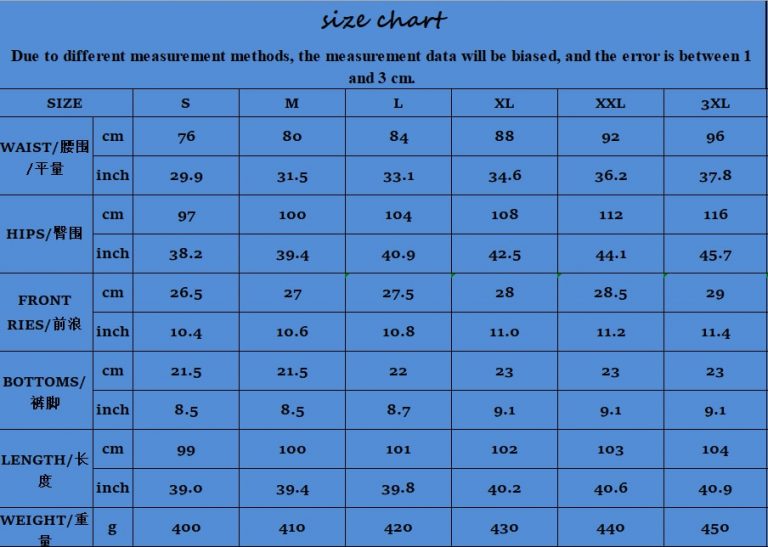 size chart
Due to different measurement methods, the measurement data will be biased, and the error is between 1
and 3 cm.
SIZE S M L XL XXL 3XL
WAIST/腰围
/平量
cm 76 80 84 88 92 96
inch 29.9 31.5 33.1 34.6 36.2 37.8
HIPS/臀围
cm 97 100 104 108 112 116
inch 38.2 39.4 40.9 42.5 44.1 45.7
FRONT
RIES/前浪
cm 26.5 27 27.5 28 28.5 29
inch 10.4 10.6 10.8 11.0 11.2 11.4
BOTTOMS/
裤脚
cm 21.5 21.5 22 23 23 23
inch 8.5 8.5 8.7 9.1 9.1 9.1
LENGTH/长
度
cm 99 100 101 102 103 104
inch 39.0 39.4 39.8 40.2 40.6 40.9
WEIGHT/重
量
g 400 410 420 430 440 450